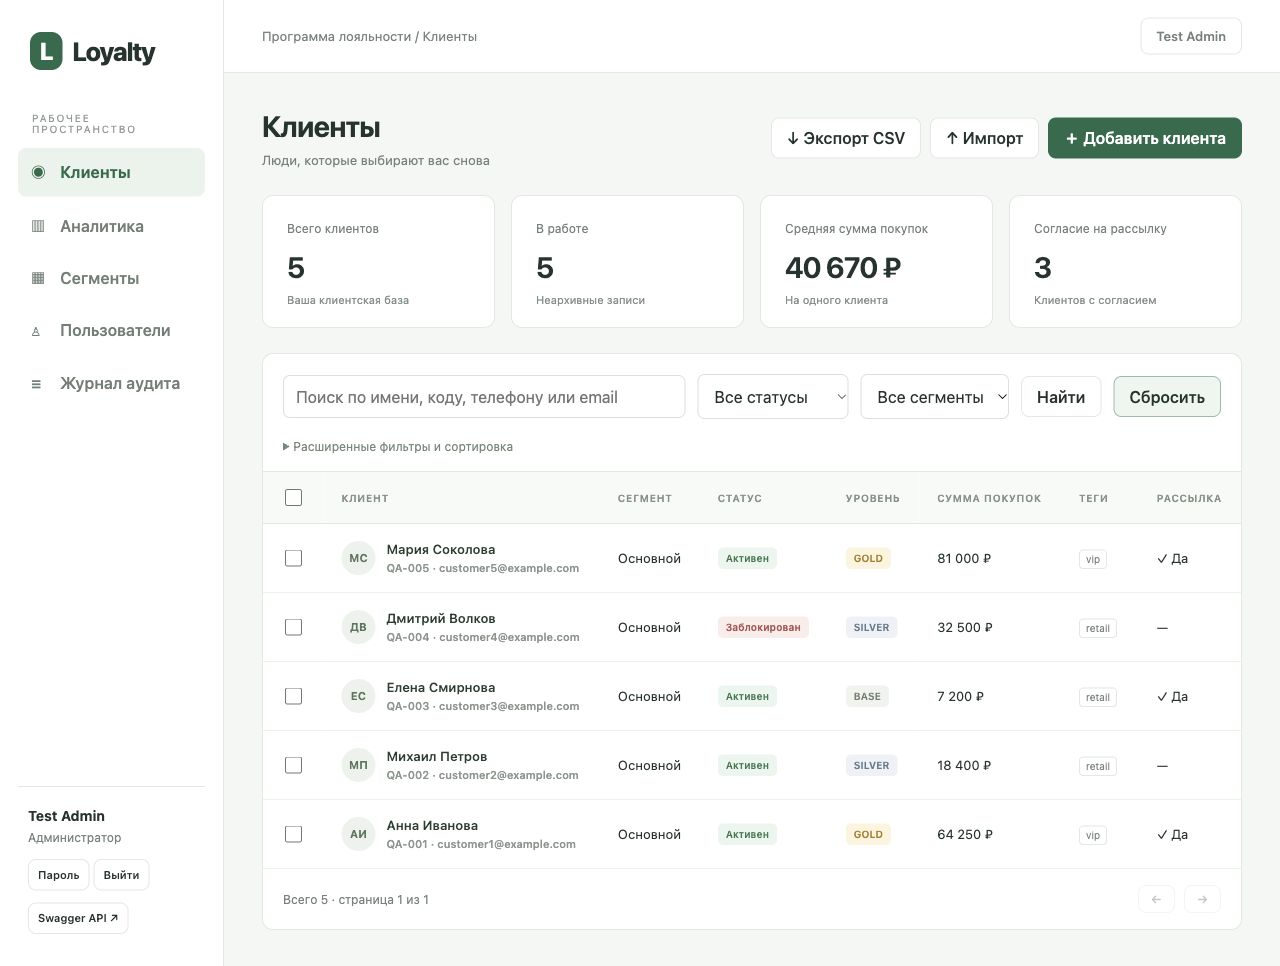 L Loyalty
Программа лояльности / Клиенты
Test Admin
РАБОЧЕЕ
ПРОСТРАНСТВО
Клиенты
Аналитика
Сегменты
Пользователи
Журнал аудита
Test Admin
Администратор
Пароль
Выйти
Swagger API ↗
Клиенты
Люди, которые выбирают вас снова
↓ Экспорт CSV
↑ Импорт
+ Добавить клиента
Всего клиентов
5
Ваша клиентская база
В работе
5
Неархивные записи
Средняя сумма покупок
40 670 ₽
На одного клиента
Согласие на рассылку
3
Клиентов с согласием
Поиск по имени, коду, телефону или email
Все статусы
Все сегменты
Найти
Сбросить
▶ Расширенные фильтры и сортировка
КЛИЕНТ СЕГМЕНТ СТАТУС УРОВЕНЬ СУММА ПОКУПОК ТЕГИ РАССЫЛКА
МС Мария Соколова Основной Активен GOLD 81 000 ₽ vip ✓ Да
QA-005 · customer5@example.com
ДВ Дмитрий Волков Основной Заблокирован SILVER 32 500 ₽ retail —
QA-004 · customer4@example.com
ЕС Елена Смирнова Основной Активен BASE 7 200 ₽ retail ✓ Да
QA-003 · customer3@example.com
МП Михаил Петров Основной Активен SILVER 18 400 ₽ retail —
QA-002 · customer2@example.com
АИ Анна Иванова Основной Активен GOLD 64 250 ₽ vip ✓ Да
QA-001 · customer1@example.com
Всего 5 · страница 1 из 1
← →